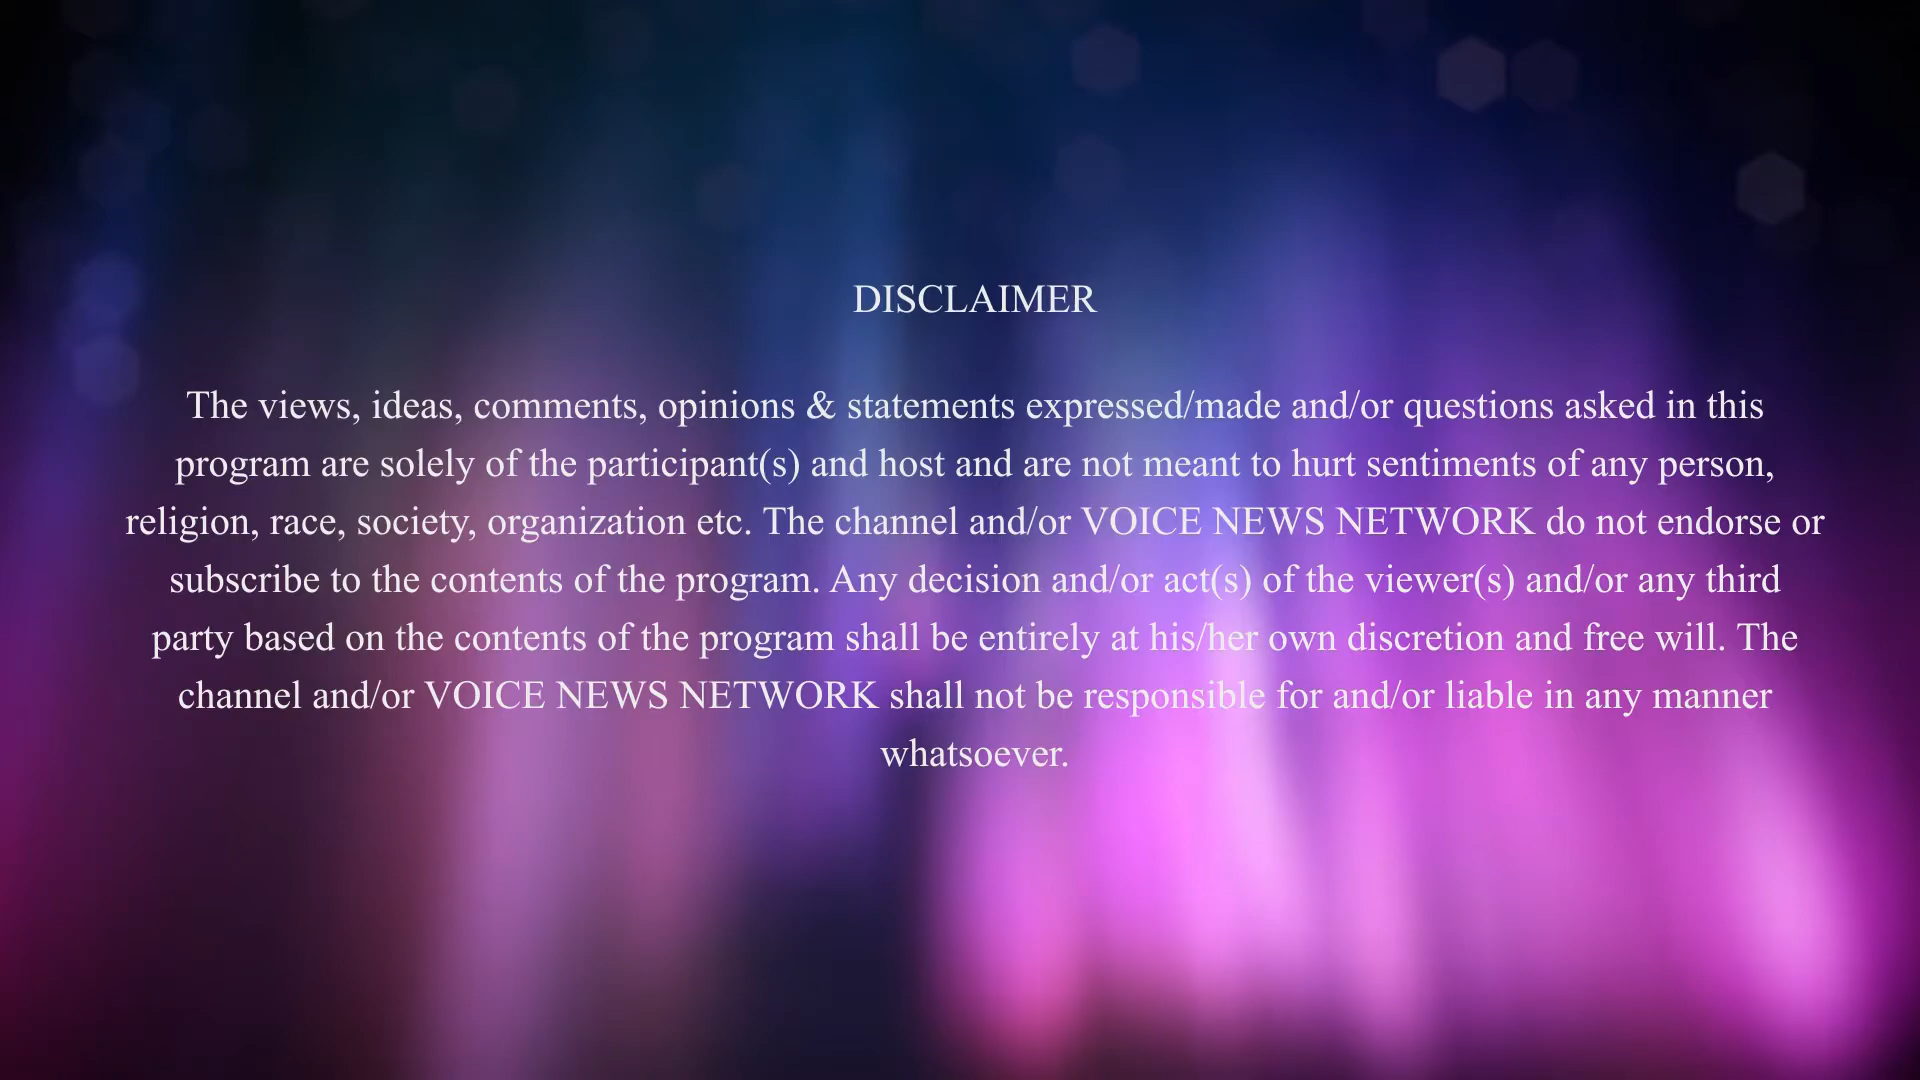 DISCLAIMER
The views, ideas, comments, opinions & statements expressed/made and/or questions asked in this
program are solely of the participant(s) and host and are not meant to hurt sentiments of any person,
religion, race, society, organization etc. The channel and/or VOICE NEWS NETWORK do not endorse or
subscribe to the contents of the program. Any decision and/or act(s) of the viewer(s) and/or any third
party based on the contents of the program shall be entirely at his/her own discretion and free will. The
channel and/or VOICE NEWS NETWORK shall not be responsible for and/or liable in any manner
whatsoever.